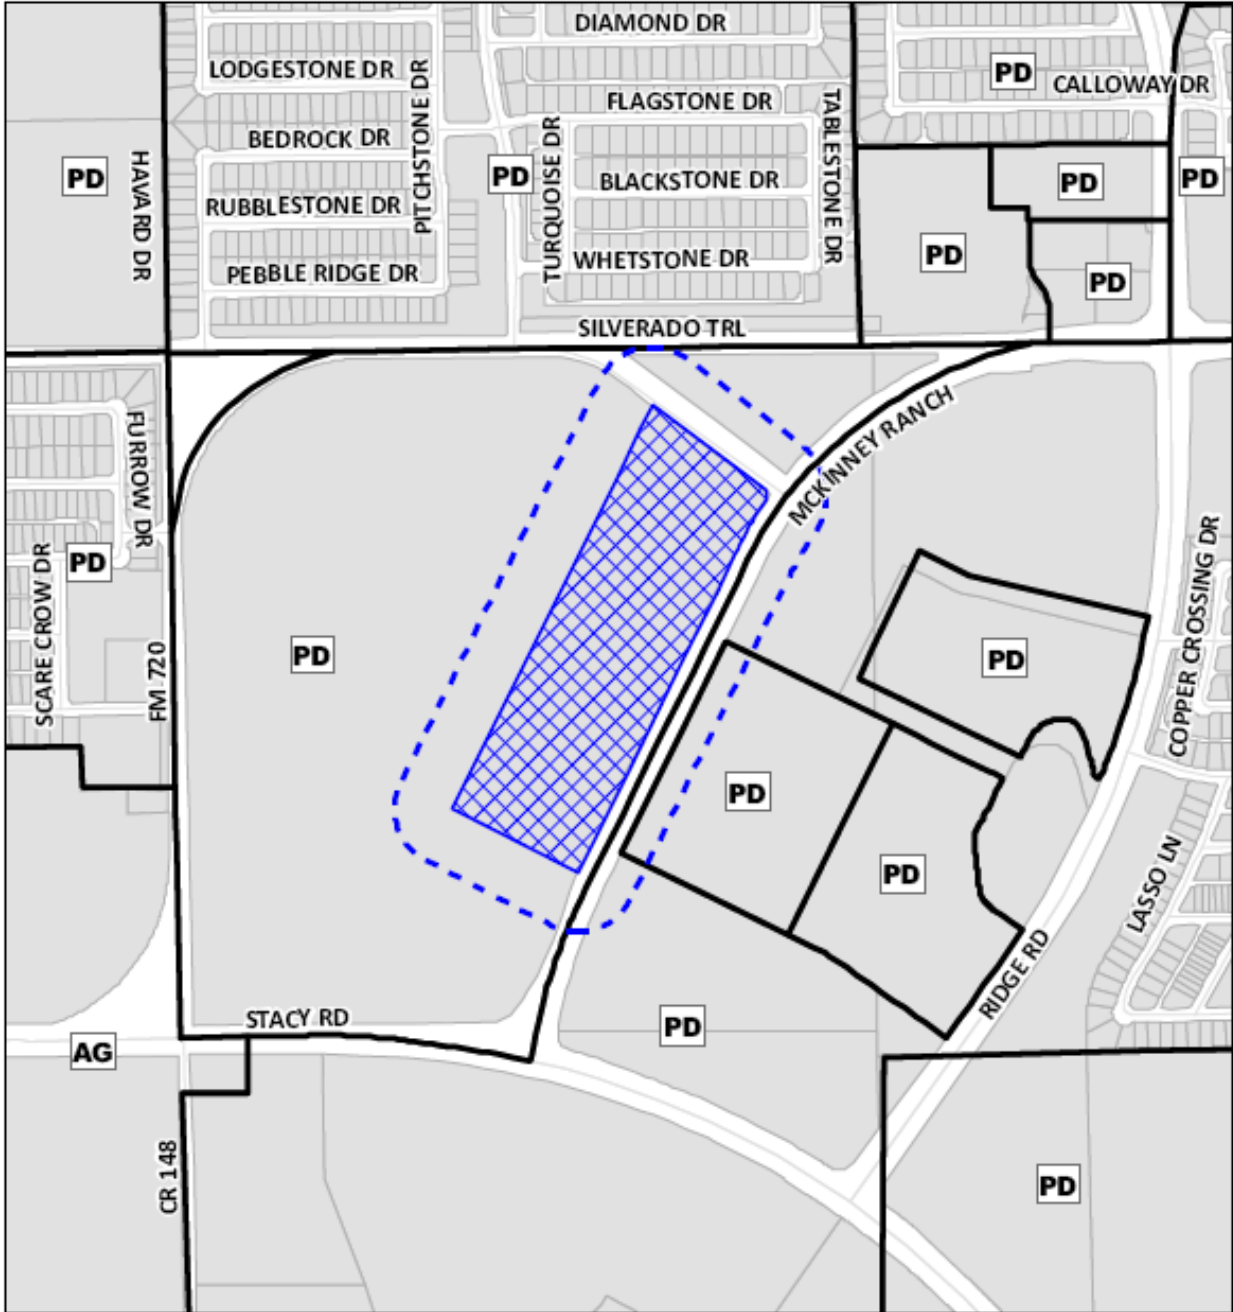 DIAMOND DR
LODGESTONE DR
PITCHSTONE DR
PD
CALLOWAY DR
FLAGSTONE DR
TABLESTONE DR
BEDROCK DR
TURQUOISE DR
PD
HAVARD DR
PD
BLACKSTONE DR
PD
PD
RUBBLESTONE DR
WHETSTONE DR
PD
PEBBLE RIDGE DR
PD
SILVERADO TRL
MCKINNEY RANCH
FURROW DR
PD
SCARE CROW DR
COPPER CROSSING DR
PD
PD
FM 720
PD
PD
LASSO LN
RIDGE RD
STACY RD
PD
AG
CR 148
PD